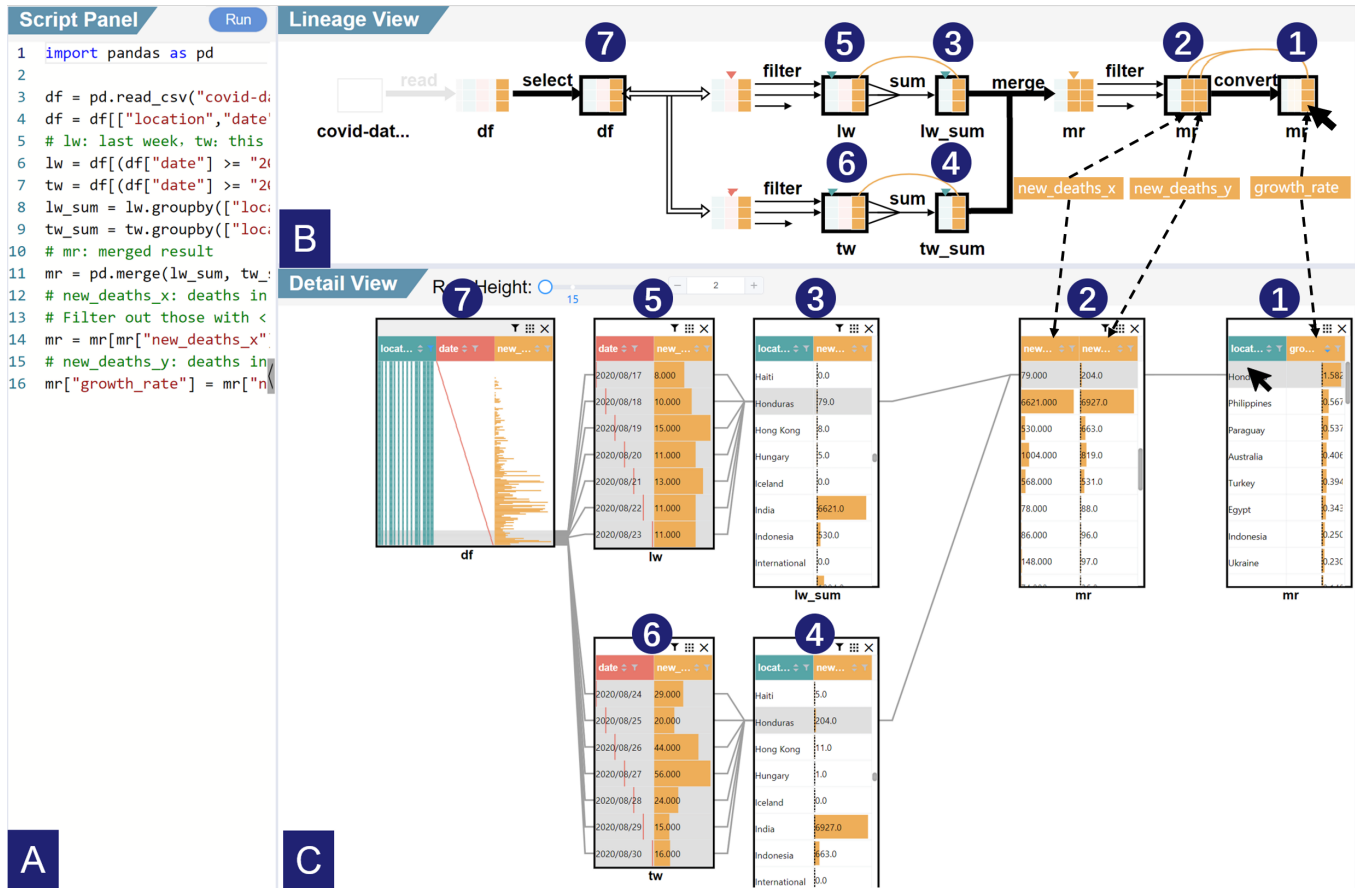 Script Panel
Run
1 import pandas as pd
2
3 df = pd.read_csv("covid-da
4 df = df[["location","date"
5 # lw: last week, tw: this
6 lw = df[(df["date"] >= "20
7 tw = df[(df["date"] >= "20
8 lw_sum = lw.groupby(["loca
9 tw_sum = tw.groupby(["loca
10 # mr: merged result
11 mr = pd.merge(lw_sum, tw_s
12 # new_deaths_x: deaths in
13 # Filter out those with <
14 mr = mr[mr["new_deaths_x"]
15 # new_deaths_y: deaths in
16 mr["growth_rate"] = mr["n
A
Lineage View
7 5 3 2 1
read select filter sum merge filter convert
covid-dat... df df lw lw_sum mr mr mr
6 4
filter sum
tw tw_sum
new_deaths_x new_deaths_y growth_rate
B
Detail View
Height:
15
− 2 +
7
locat... date new_...
df
5
date new_...
2020/08/17 8.000
2020/08/18 10.000
2020/08/19 15.000
2020/08/20 11.000
2020/08/21 13.000
2020/08/22 11.000
2020/08/23 11.000
lw
3
locat... new...
Haiti 0.0
Honduras 79.0
Hong Kong 8.0
Hungary 5.0
Iceland 0.0
India 6621.0
Indonesia 530.0
International 0.0
lw_sum
2
new... new...
79.000 204.0
6621.000 6927.0
530.000 663.0
1004.000 819.0
568.000 531.0
78.000 88.0
86.000 96.0
148.000 97.0
mr
1
locat... gro...
1.582
Philippines 0.567
Paraguay 0.537
Australia 0.406
Turkey 0.394
Egypt 0.343
Indonesia 0.250
Ukraine 0.230
mr
6
date new_...
2020/08/24 29.000
2020/08/25 20.000
2020/08/26 44.000
2020/08/27 56.000
2020/08/28 24.000
2020/08/29 15.000
2020/08/30 16.000
tw
4
locat... new...
Haiti 5.0
Honduras 204.0
Hong Kong 11.0
Hungary 1.0
Iceland 0.0
India 6927.0
Indonesia 663.0
International 0.0
C